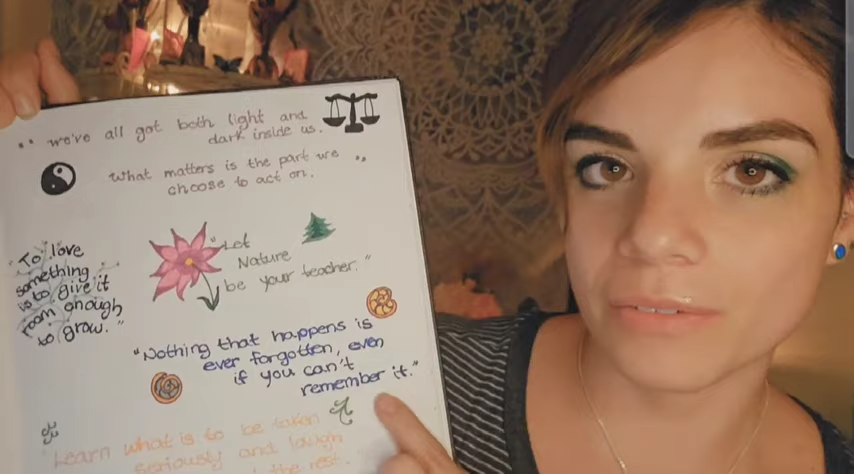 " we've all got both light and
dark inside us.
What matters is the part we "
choose to act on.
"Let
Nature
be your teacher."
"To love
something
is to give it
room enough
to grow."
"Nothing that happens is
ever forgotten, even
if you can't
remember it."
Learn what is to be taken
seriously and laugh
the rest.